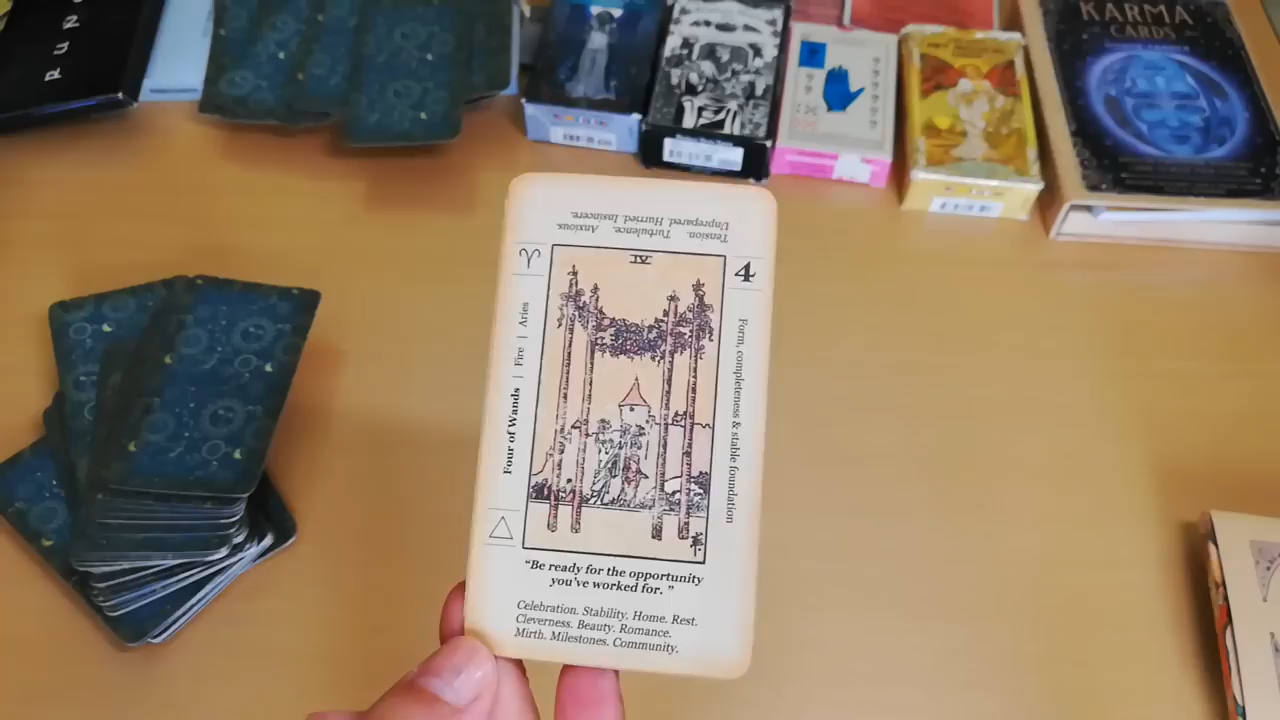 KARMA
CARDS
Tension. Turbulence. Anxious.
Unprepared. Hurried. Insincere.
IV
4
Four of Wands | Fire | Aries
Form, completeness & stable foundation
“Be ready for the opportunity
you’ve worked for. ”
Celebration. Stability. Home. Rest.
Cleverness. Beauty. Romance.
Mirth. Milestones. Community.